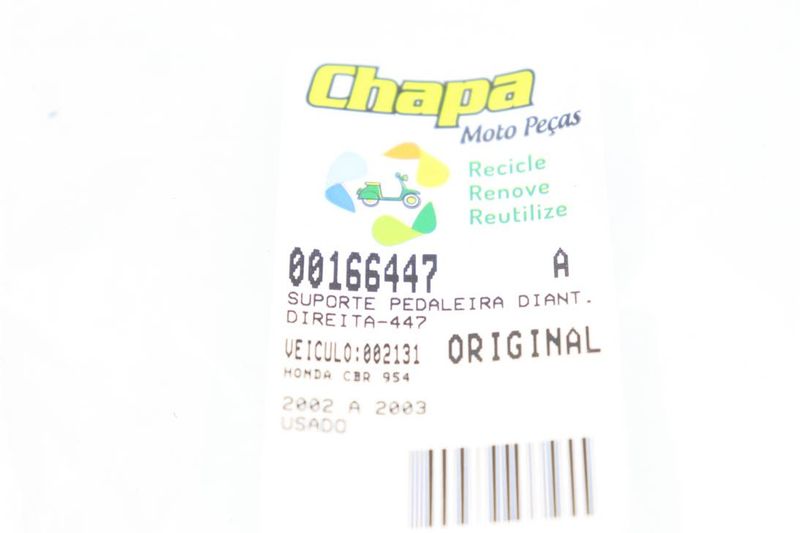 Chapa
Moto Peças
Recicle
Renove
Reutilize
00166447 A
SUPORTE PEDALEIRA DIANT.
DIREITA-447
VEICULO:002131 ORIGINAL
HONDA CBR 954
2002 A 2003
USADO